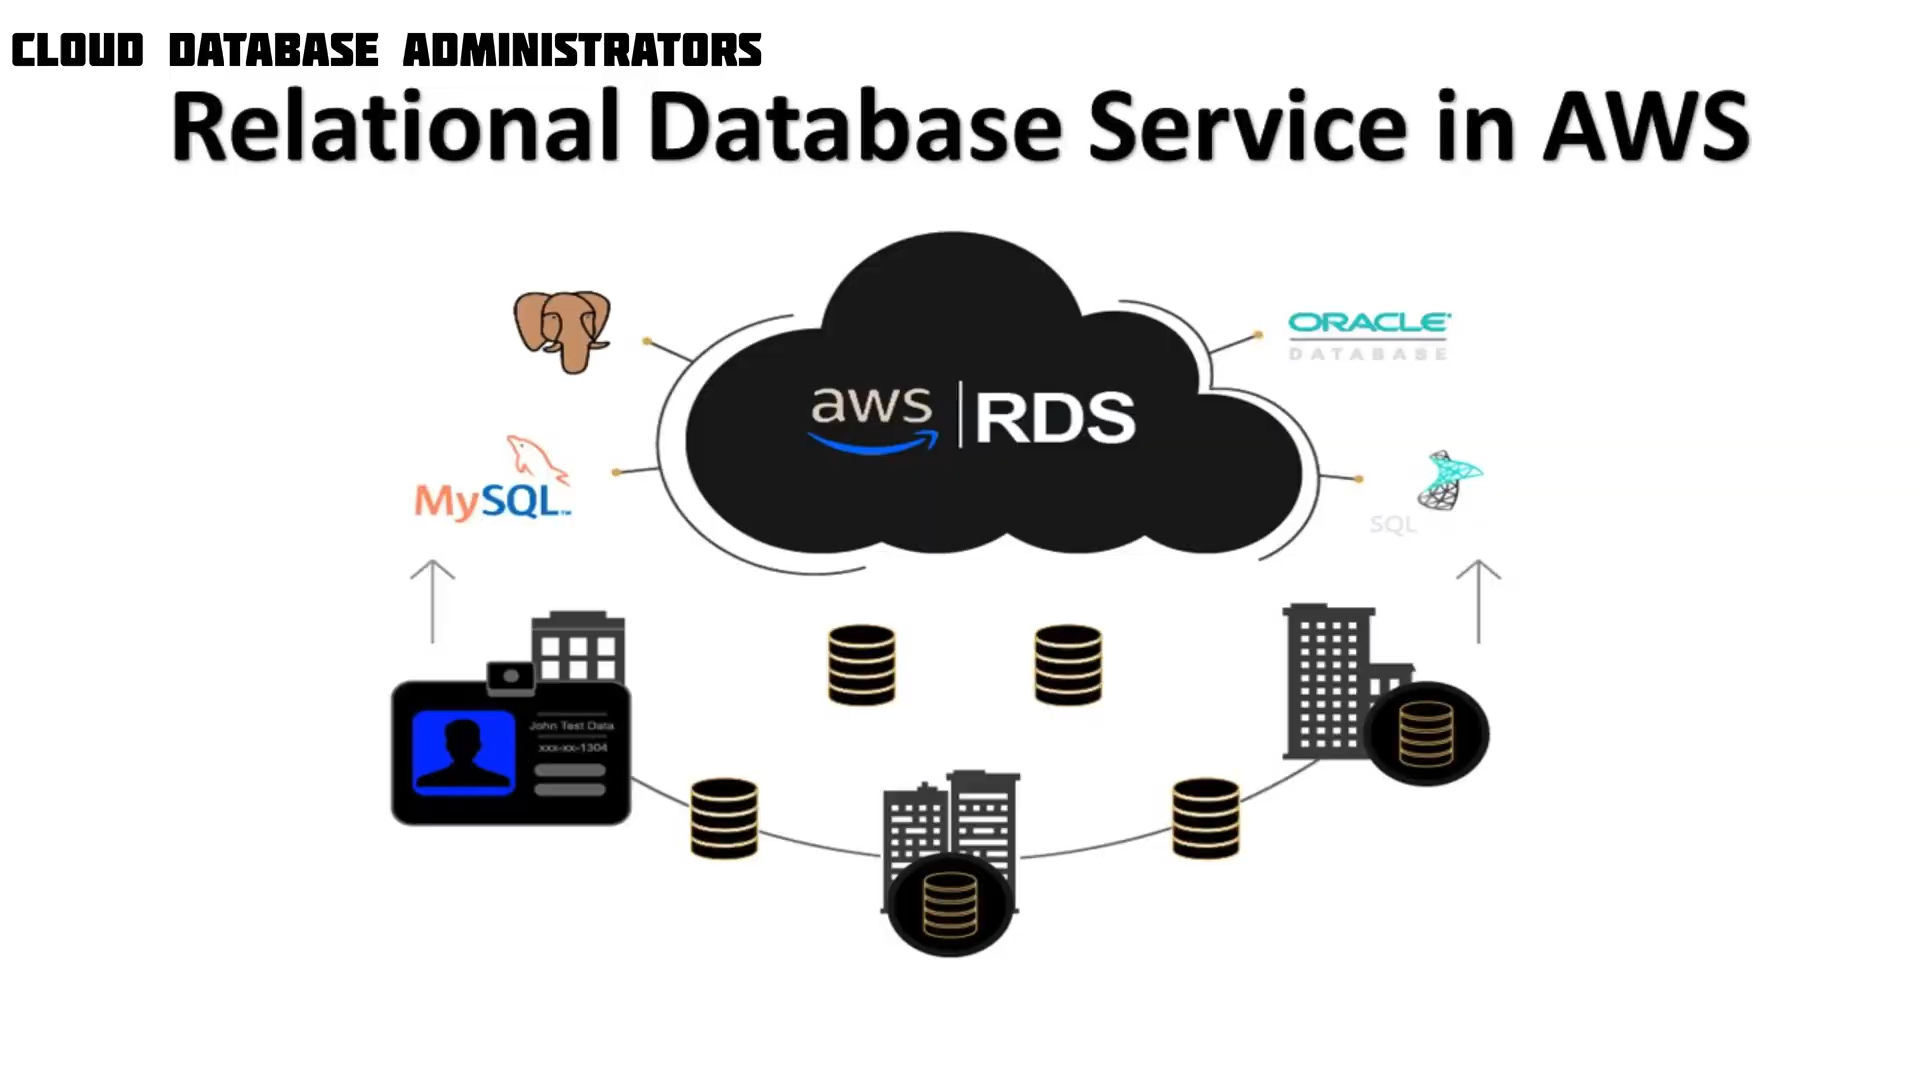 CLOUD DATABASE ADMINISTRATORS
Relational Database Service in AWS
aws | RDS
ORACLE
DATABASE
MySQL™
SQL
John Test Data
xxx-xx-1304